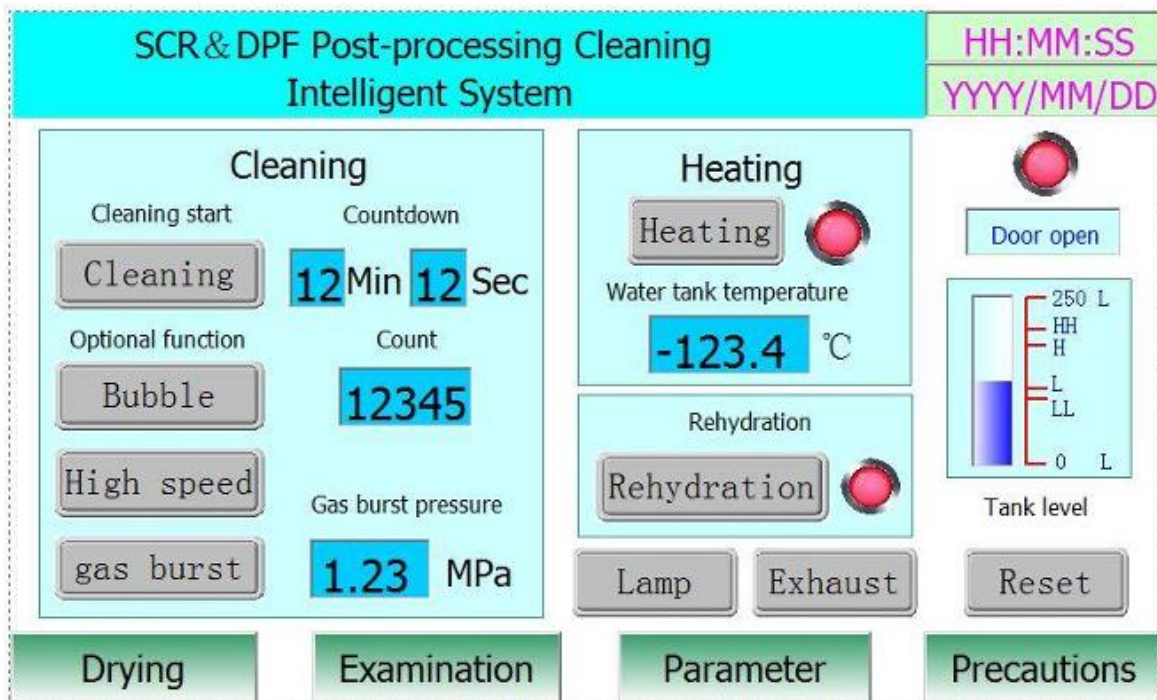 SCR&DPF Post-processing Cleaning
Intelligent System
HH:MM:SS
YYYY/MM/DD
Cleaning
Cleaning start
Countdown
Cleaning
12 Min 12 Sec
Optional function
Count
Bubble
12345
High speed
Gas burst pressure
gas burst
1.23 MPa
Heating
Heating
Water tank temperature
-123.4 ℃
Rehydration
Rehydration
Lamp
Exhaust
Door open
250 L
HH
H
L
LL
0 L
Tank level
Reset
Drying
Examination
Parameter
Precautions